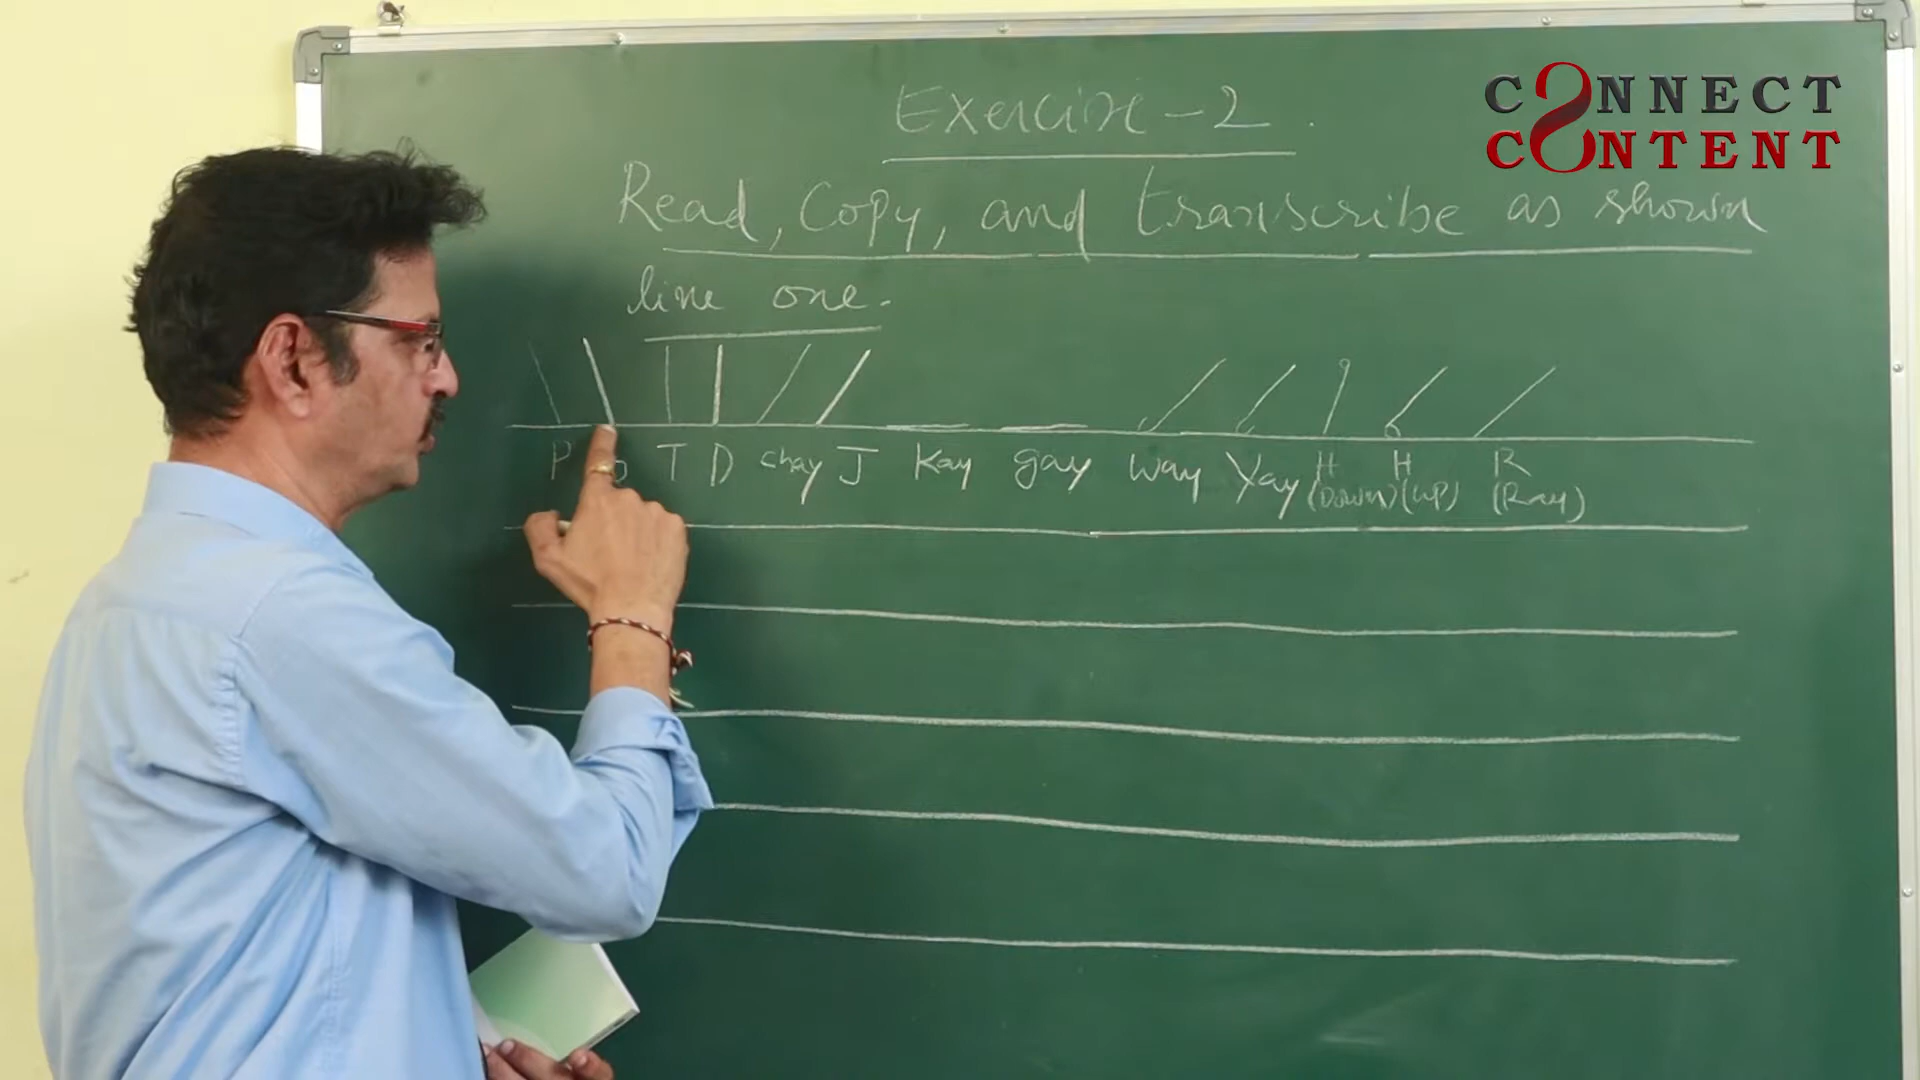 CONNECT
CONTENT
Exercise - 2.
Read, Copy, and transcribe as shown
line one.
P T D chay J Kay gay way Yay H H R
(Down) (up) (Ray)